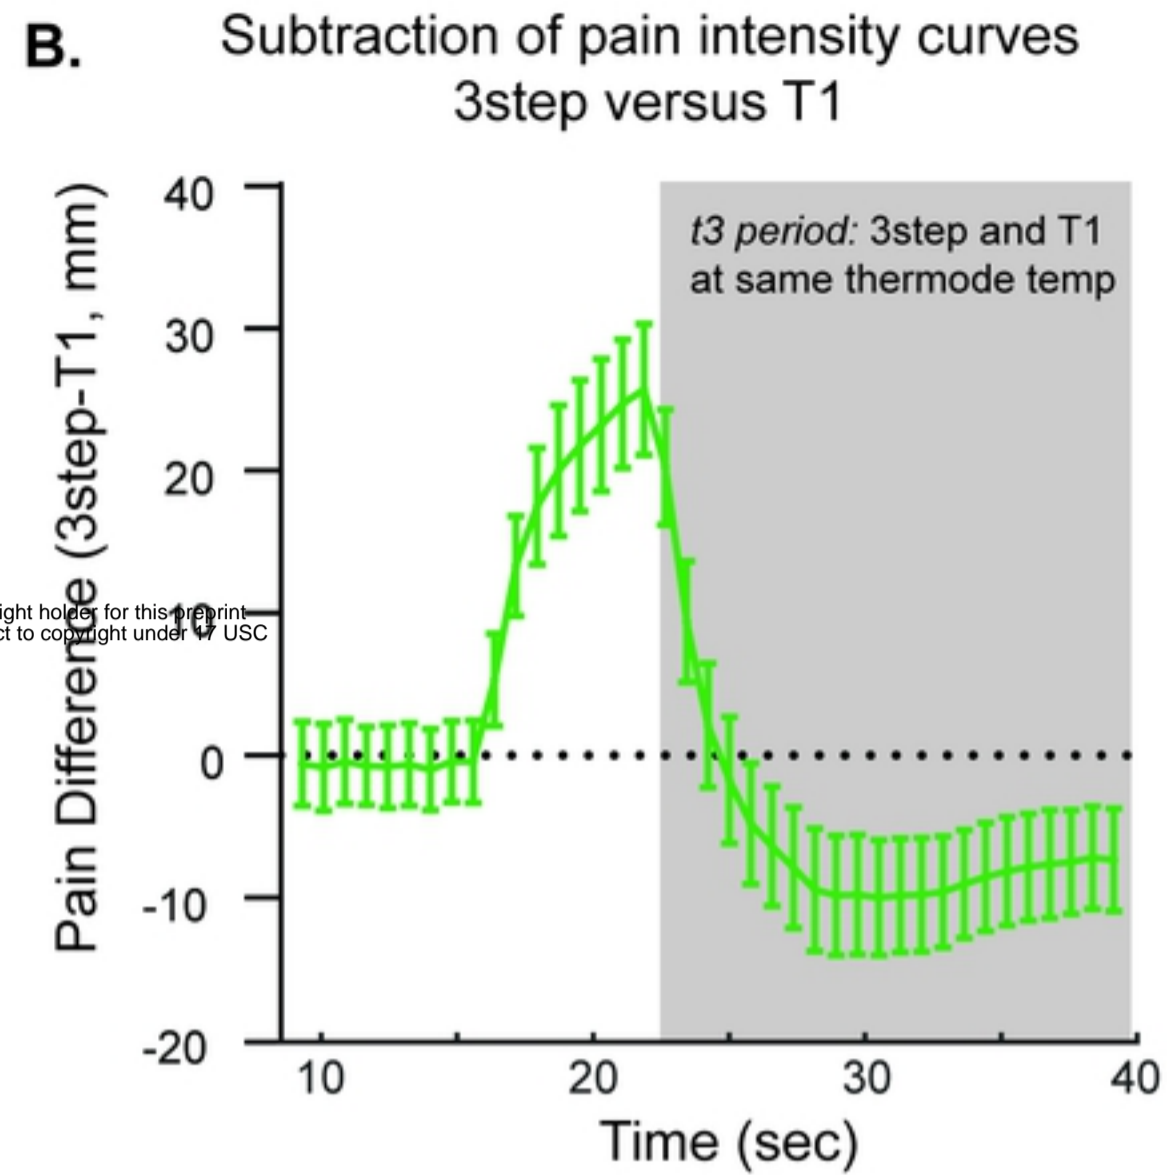 B.
Subtraction of pain intensity curves
3step versus T1
Pain Difference (3step-T1, mm)
40
30
20
10
0
-10
-20
t3 period: 3step and T1
at same thermode temp
ight holder for this preprint
ct to copyright under 17 USC
10
20
30
40
Time (sec)